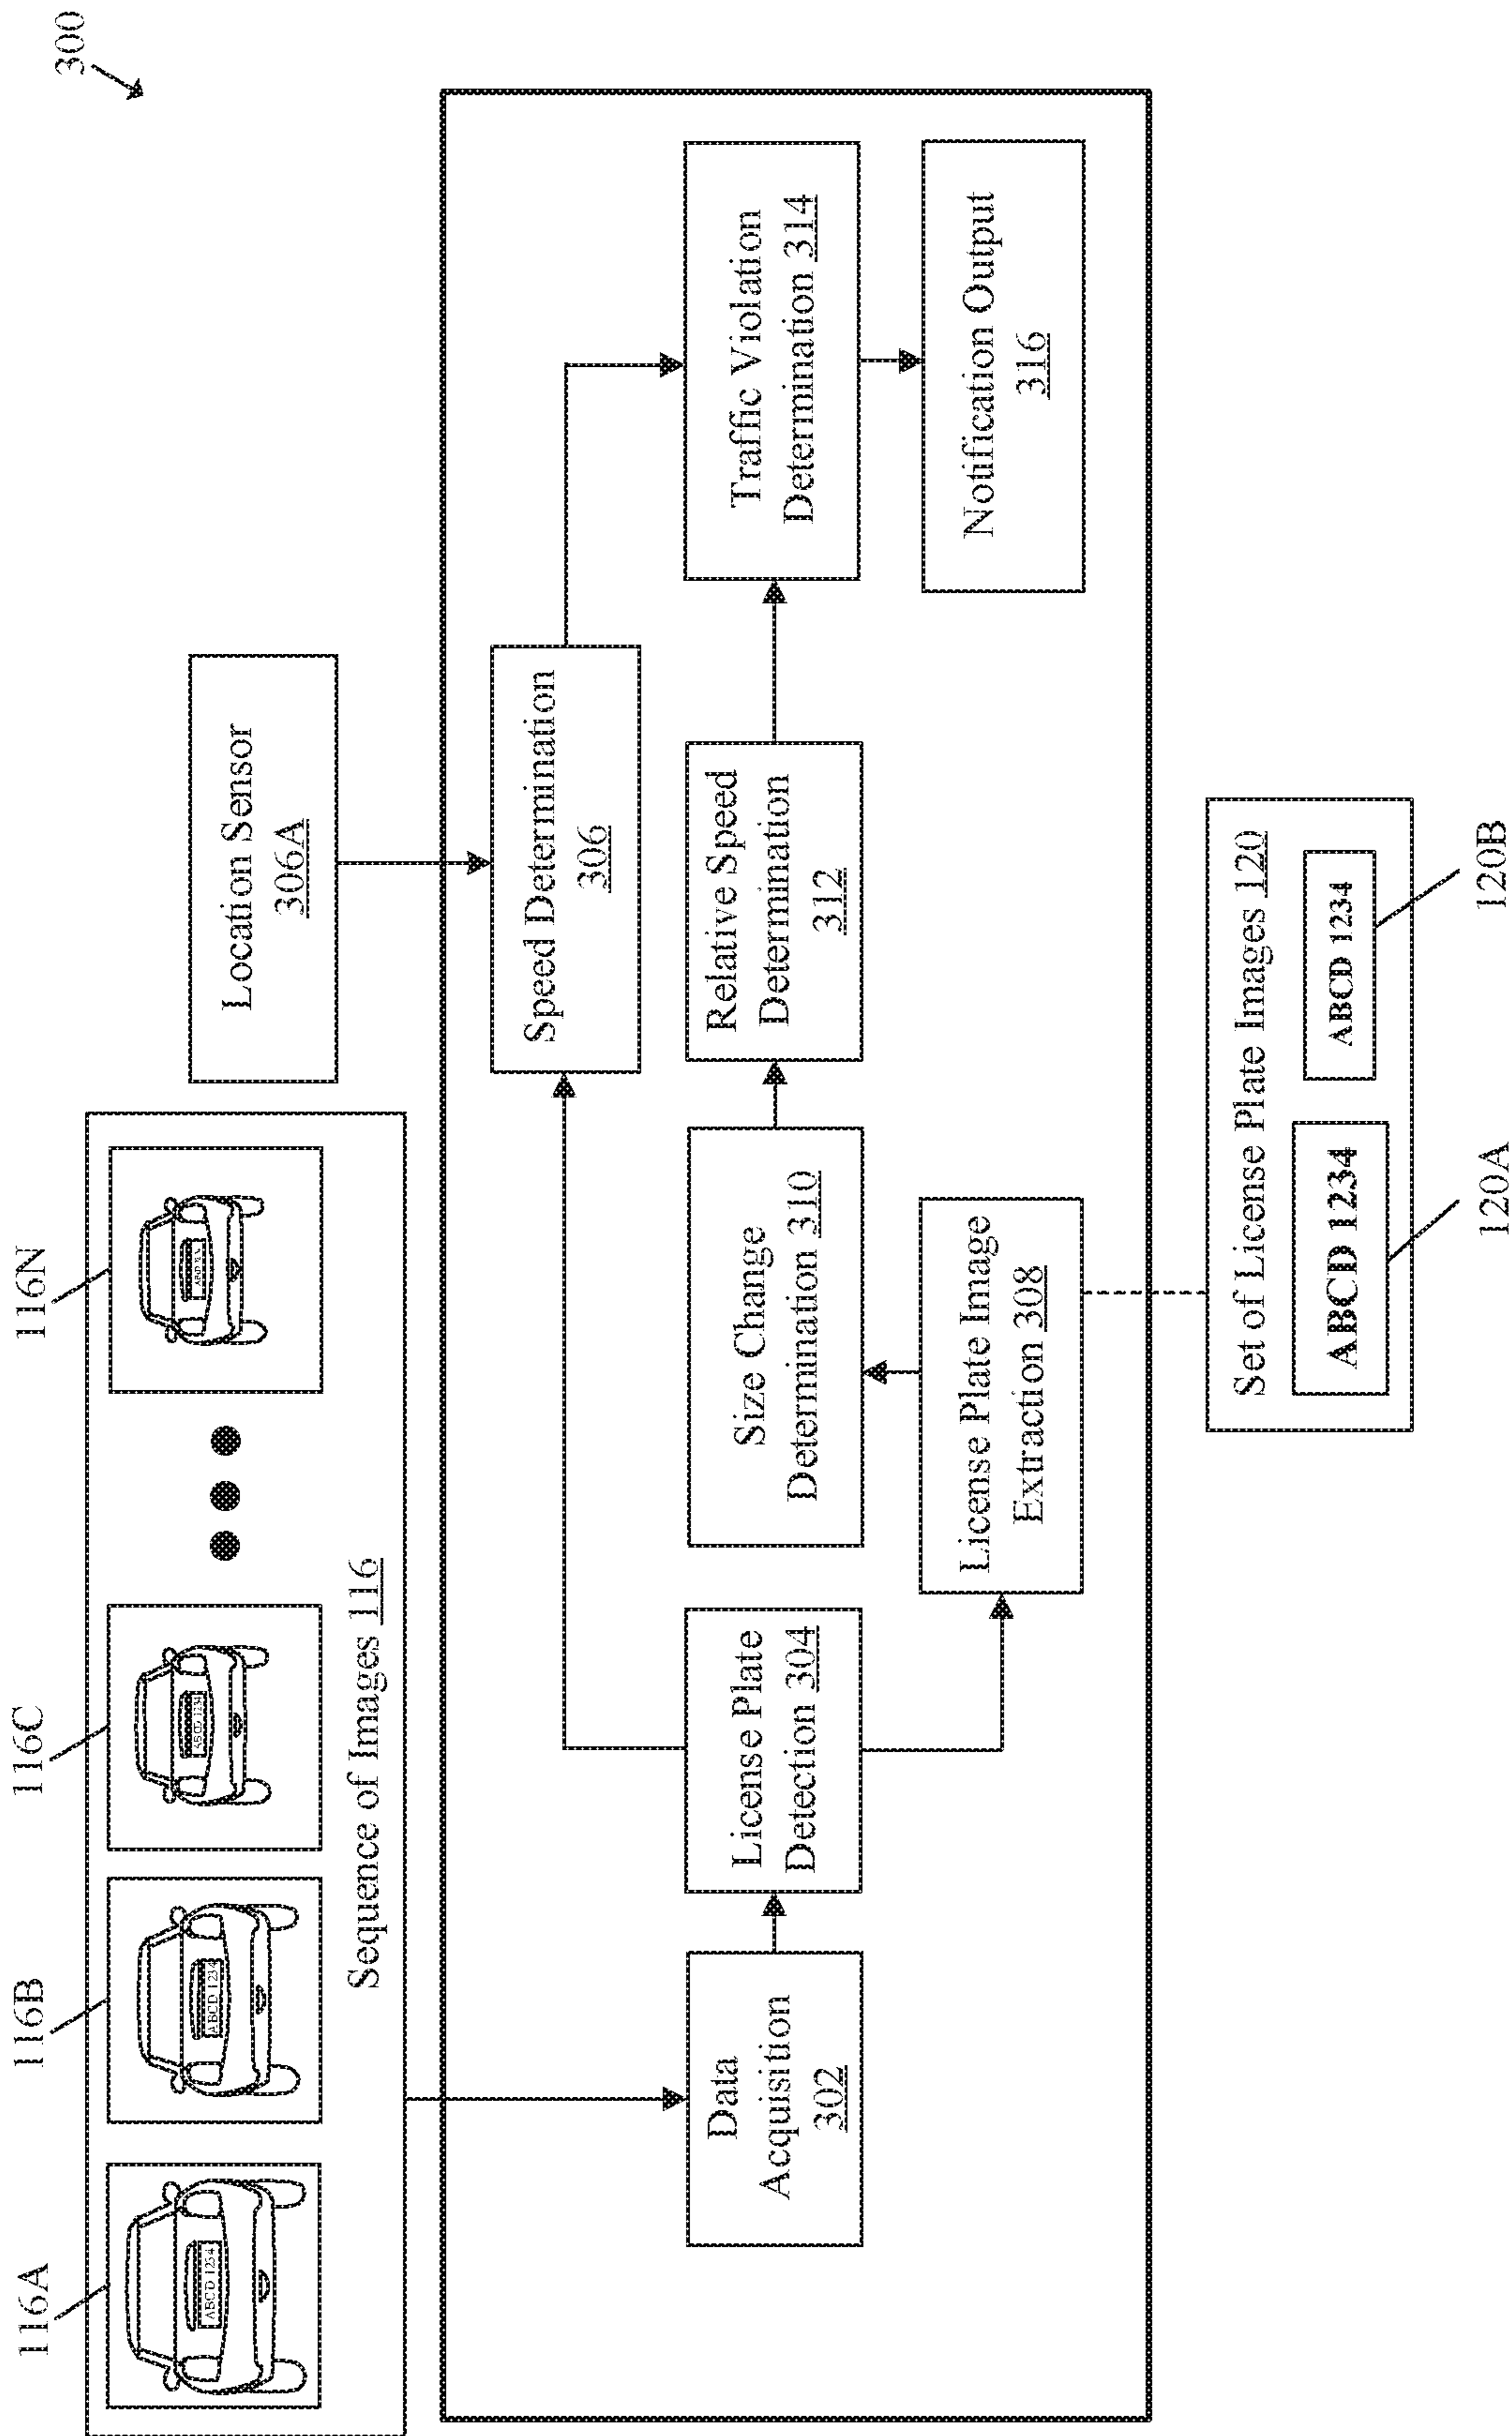 300
116A
116B
116C
116N
ABCD 1234
ABCD 1234
ABCD 1234
Sequence of Images 116
Location Sensor
306A
Speed Determination
306
Data
Acquisition
302
License Plate
Detection 304
Size Change
Determination 310
Relative Speed
Determination
312
Traffic Violation
Determination 314
License Plate Image
Extraction 308
Notification Output
316
Set of License Plate Images 120
ABCD 1234
ABCD 1234
120A
120B